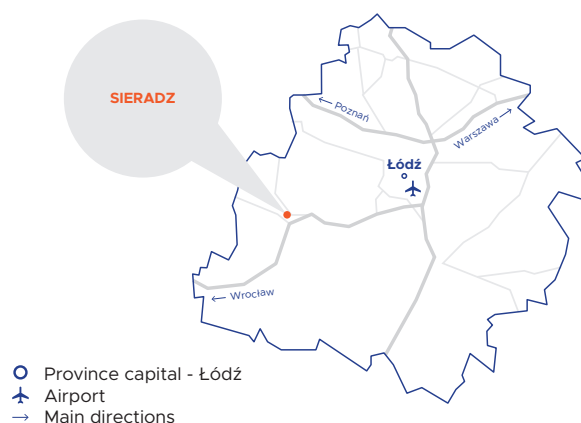 SIERADZ
← Poznań
Warszawa →
Łódź
← Wrocław
Province capital - Łódź
Airport
→ Main directions